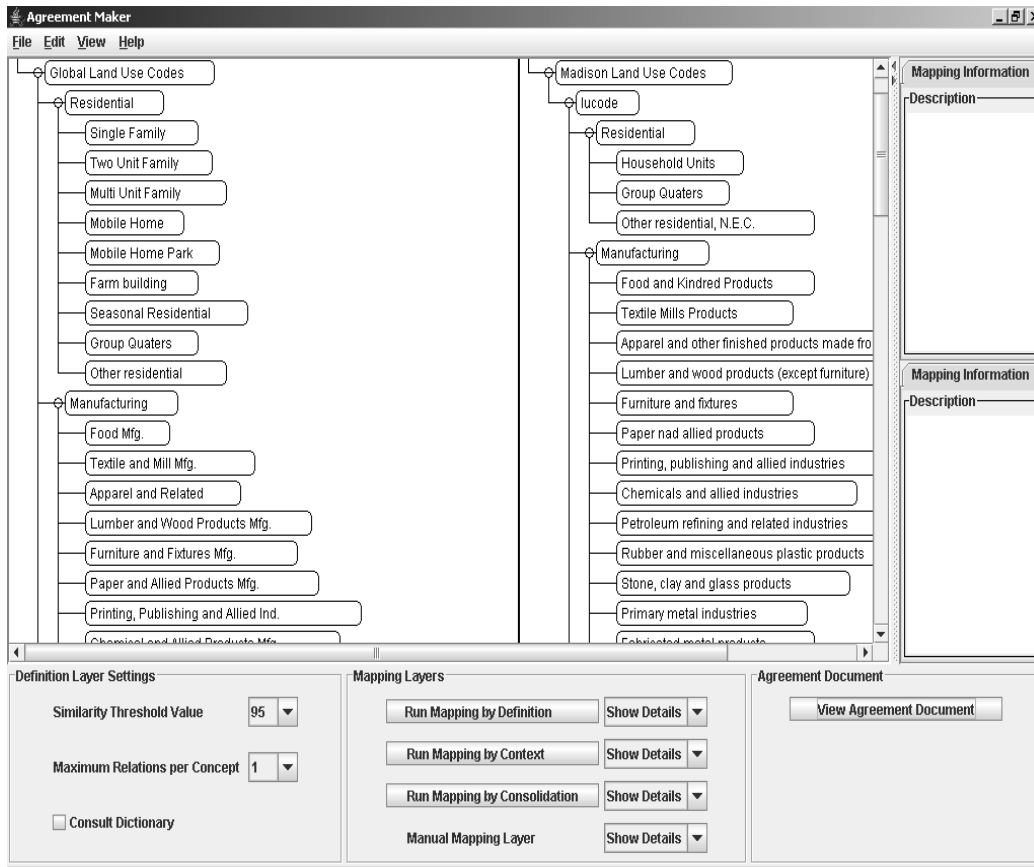 Agreement Maker
File Edit View Help
Global Land Use Codes
Residential
Single Family
Two Unit Family
Multi Unit Family
Mobile Home
Mobile Home Park
Farm building
Seasonal Residential
Group Quaters
Other residential
Manufacturing
Food Mfg.
Textile and Mill Mfg.
Apparel and Related
Lumber and Wood Products Mfg.
Furniture and Fixtures Mfg.
Paper and Allied Products Mfg.
Printing, Publishing and Allied Ind.
Chemical and Allied Products Mfg.
Madison Land Use Codes
lucode
Residential
Household Units
Group Quaters
Other residential, N.E.C.
Manufacturing
Food and Kindred Products
Textile Mills Products
Apparel and other finished products made fro
Lumber and wood products (except furniture)
Furniture and fixtures
Paper nad allied products
Printing, publishing and allied industries
Chemicals and allied industries
Petroleum refining and related industries
Rubber and miscellaneous plastic products
Stone, clay and glass products
Primary metal industries
Fabricated metal products
Mapping Information
Description
Mapping Information
Description
Definition Layer Settings
Similarity Threshold Value 95
Maximum Relations per Concept 1
Consult Dictionary
Mapping Layers
Run Mapping by Definition Show Details
Run Mapping by Context Show Details
Run Mapping by Consolidation Show Details
Manual Mapping Layer Show Details
Agreement Document
View Agreement Document